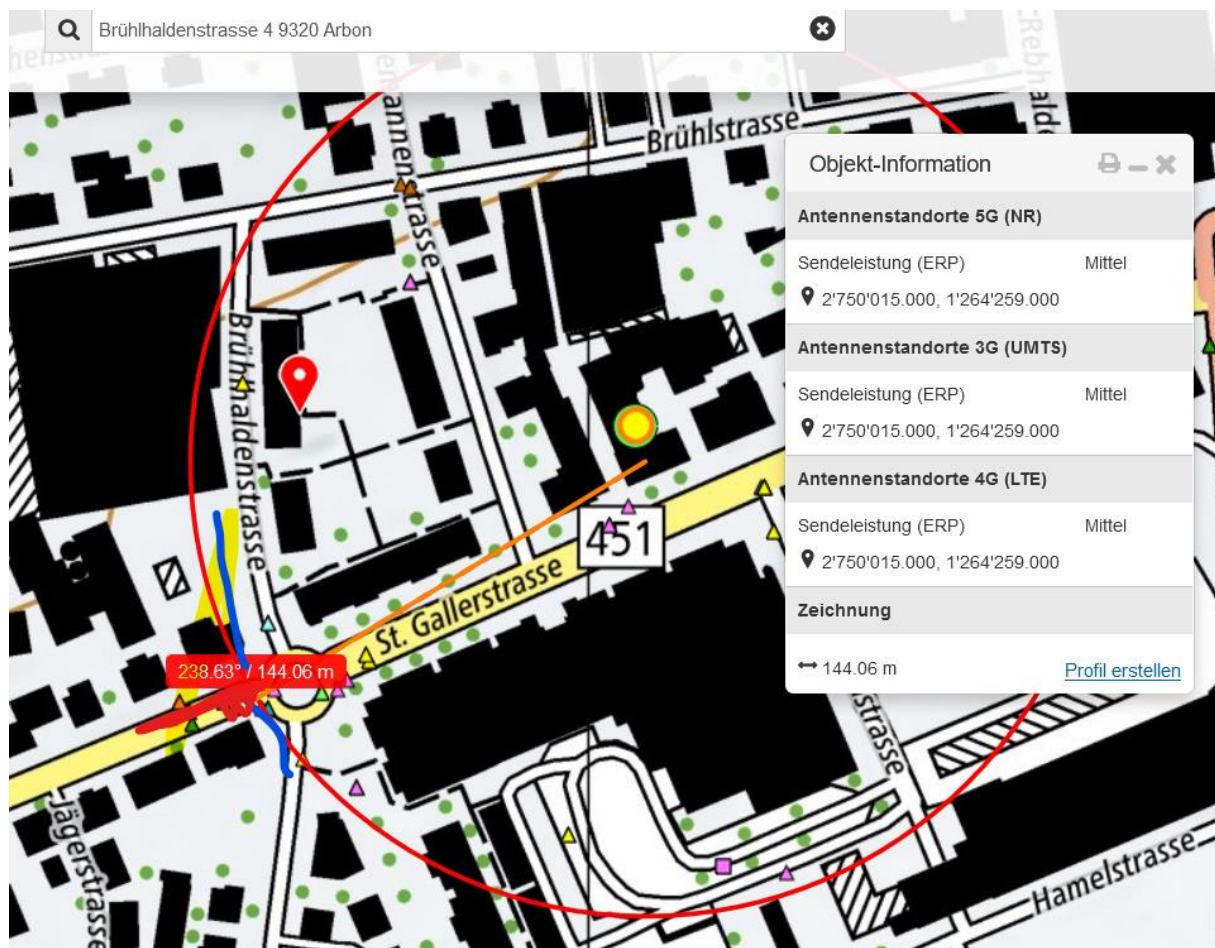 Brühlhaldenstrasse 4 9320 Arbon
Brühlstrasse
Objekt-Information
Antennenstandorte 5G (NR)
Sendeleistung (ERP) Mittel
2'750'015.000, 1'264'259.000
Antennenstandorte 3G (UMTS)
Sendeleistung (ERP) Mittel
2'750'015.000, 1'264'259.000
Antennenstandorte 4G (LTE)
Sendeleistung (ERP) Mittel
2'750'015.000, 1'264'259.000
Zeichnung
144.06 m Profil erstellen
Brühlhaldenstrasse
451
St. Gallerstrasse
238.63° / 144.06 m
strasse
Jägerstrasse
Hamelstrasse